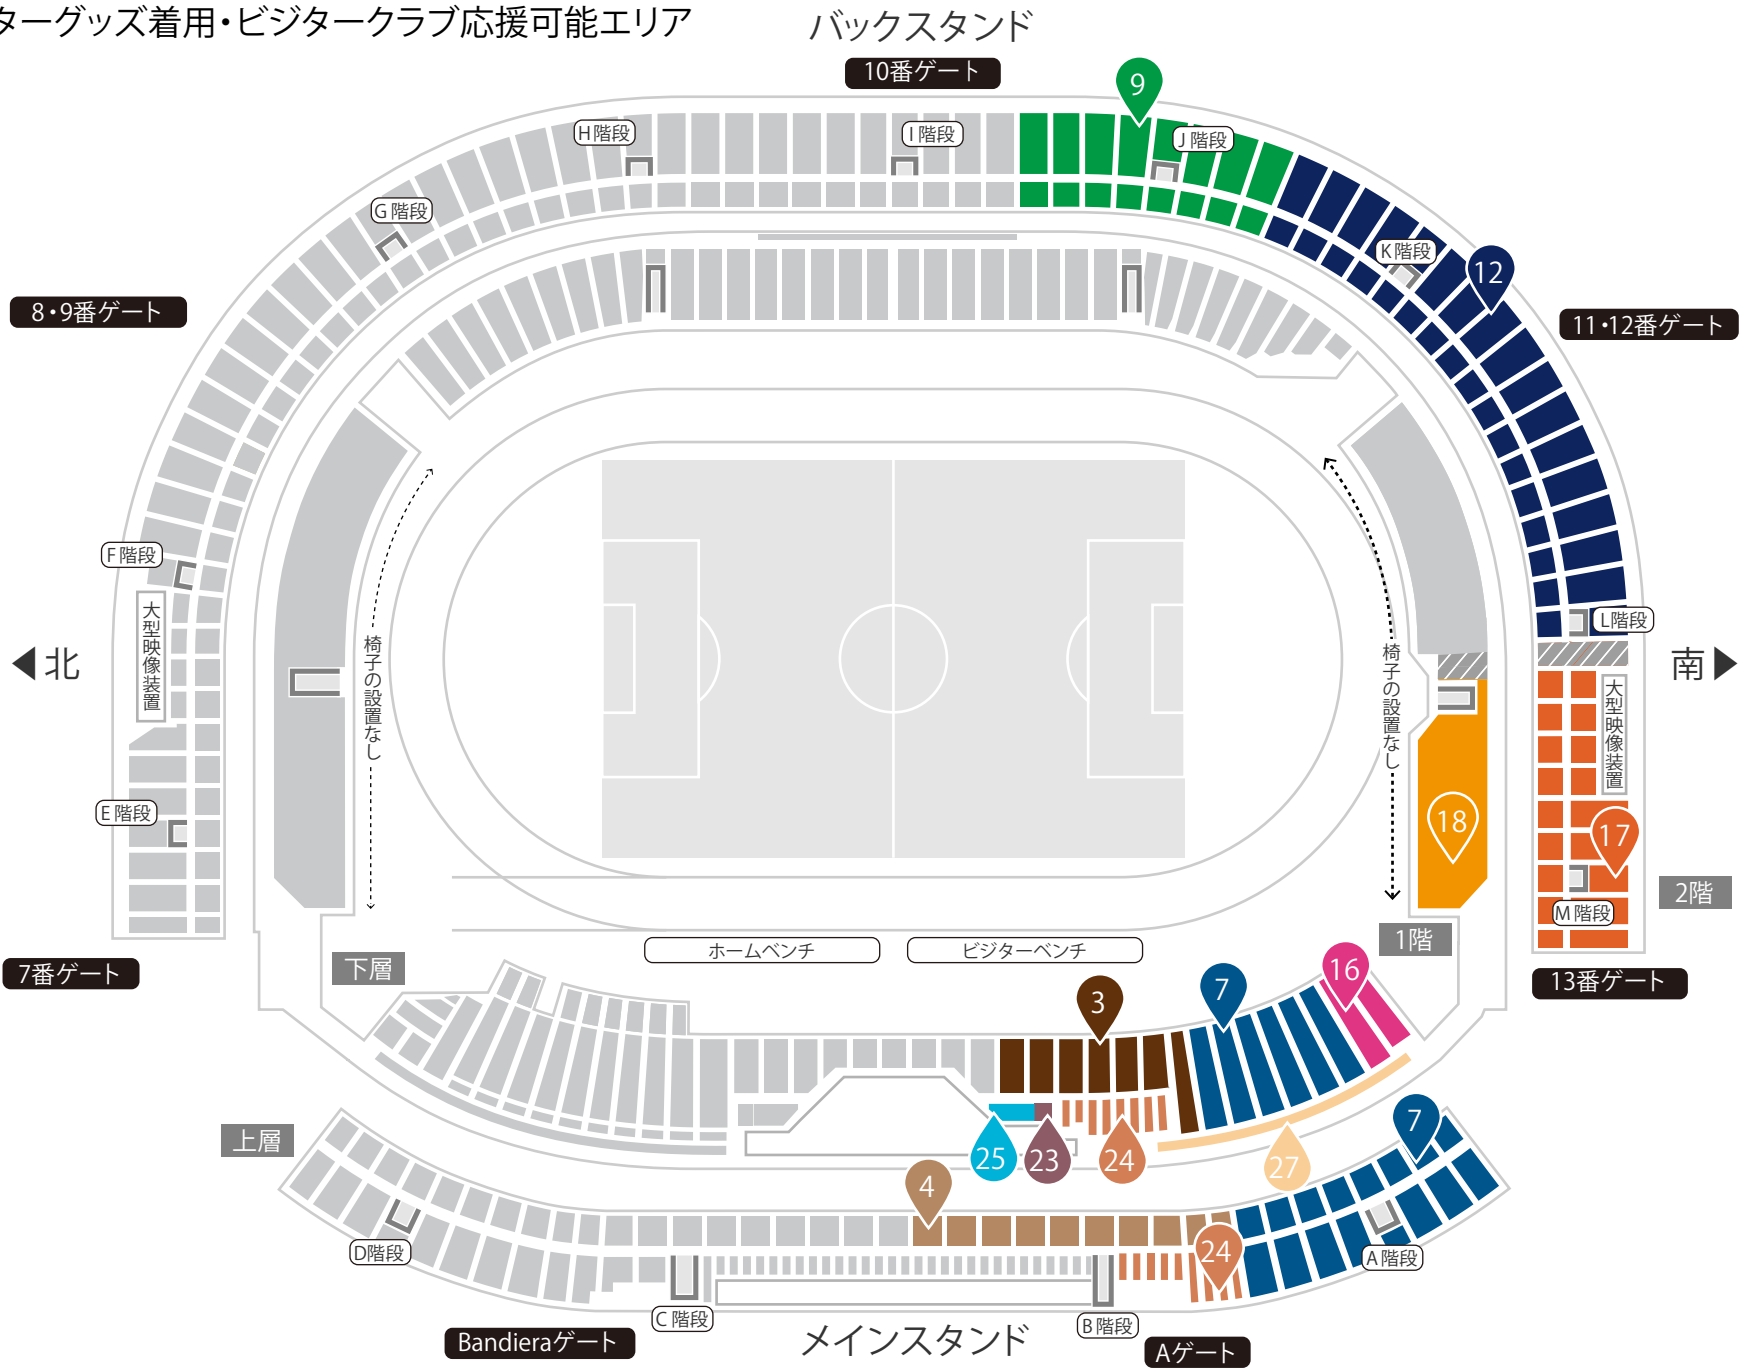 ターグッズ着用・ビジタークラブ応援可能エリア
バックスタンド
10番ゲート
9
H階段
I階段
J階段
G階段
K階段
12
8・9番ゲート
11・12番ゲート
F階段
大型映像装置
L階段
椅子の設置なし
椅子の設置なし
◀北
南▶
大型映像装置
E階段
18
17
2階
M階段
ホームベンチ
ビジターベンチ
1階
下層
7番ゲート
13番ゲート
16
7
3
上層
7
25
23
24
27
4
D階段
24
A階段
C階段
B階段
Bandieraゲート
メインスタンド
Aゲート